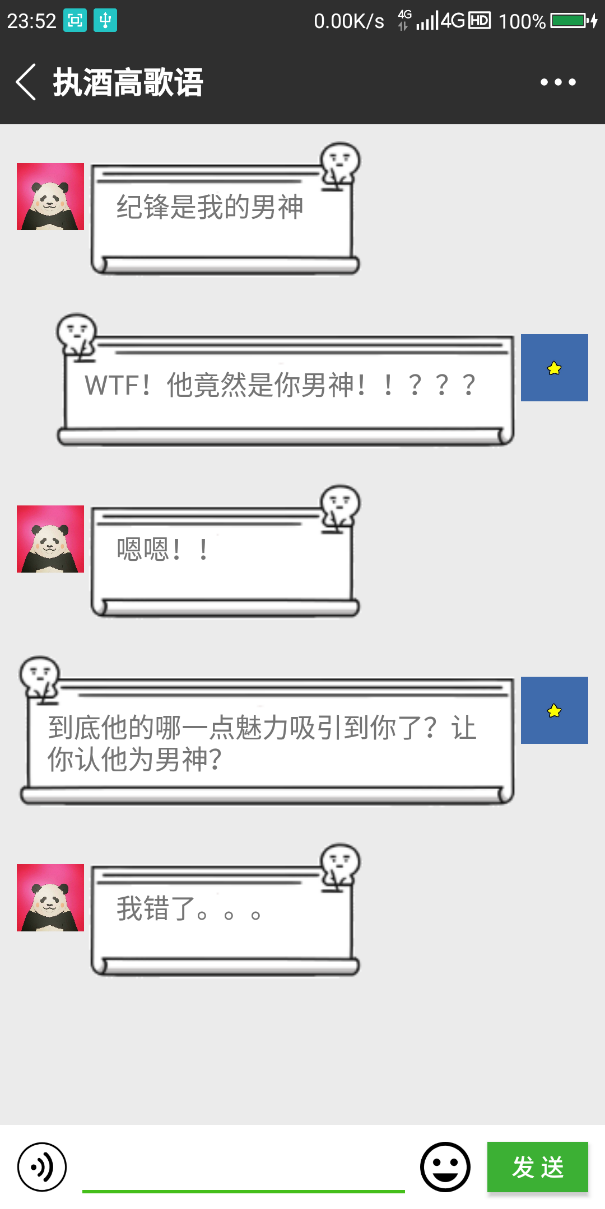 23:52
0.00K/s 4G 4G HD 100%
执酒高歌语
纪锋是我的男神
WTF！他竟然是你男神！！？？？
嗯嗯！！
到底他的哪一点魅力吸引到你了？让
你认他为男神？
我错了。。。
发送